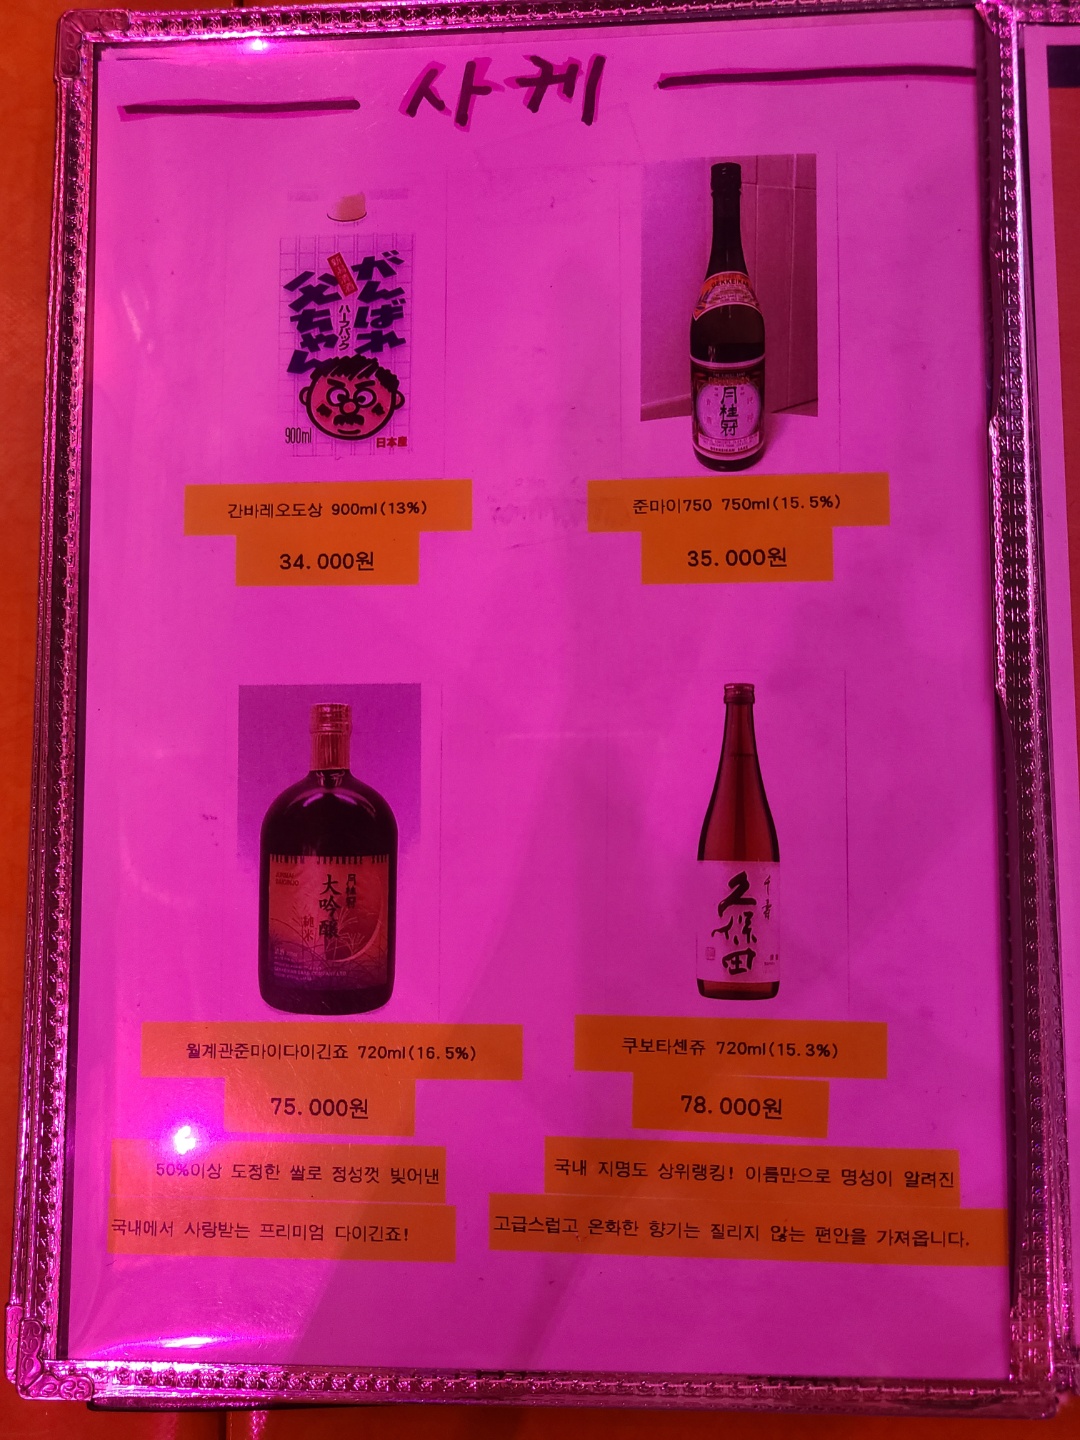 사케
がんばれ
父ちゃん
ハーフパック
900ml
日本産
GEKKEIKAN
月桂冠
간바레오도상 900ml(13%)
34.000원
준마이750 750ml(15.5%)
35.000원
月桂冠
大吟醸
久保田
千寿
월계관준마이다이긴죠 720ml(16.5%)
75.000원
50%이상 도정한 쌀로 정성껏 빚어낸
국내에서 사랑받는 프리미엄 다이긴죠!
쿠보타센쥬 720ml(15.3%)
78.000원
국내 지명도 상위랭킹! 이름만으로 명성이 알려진
고급스럽고 온화한 향기는 질리지 않는 편안을 가져옵니다.